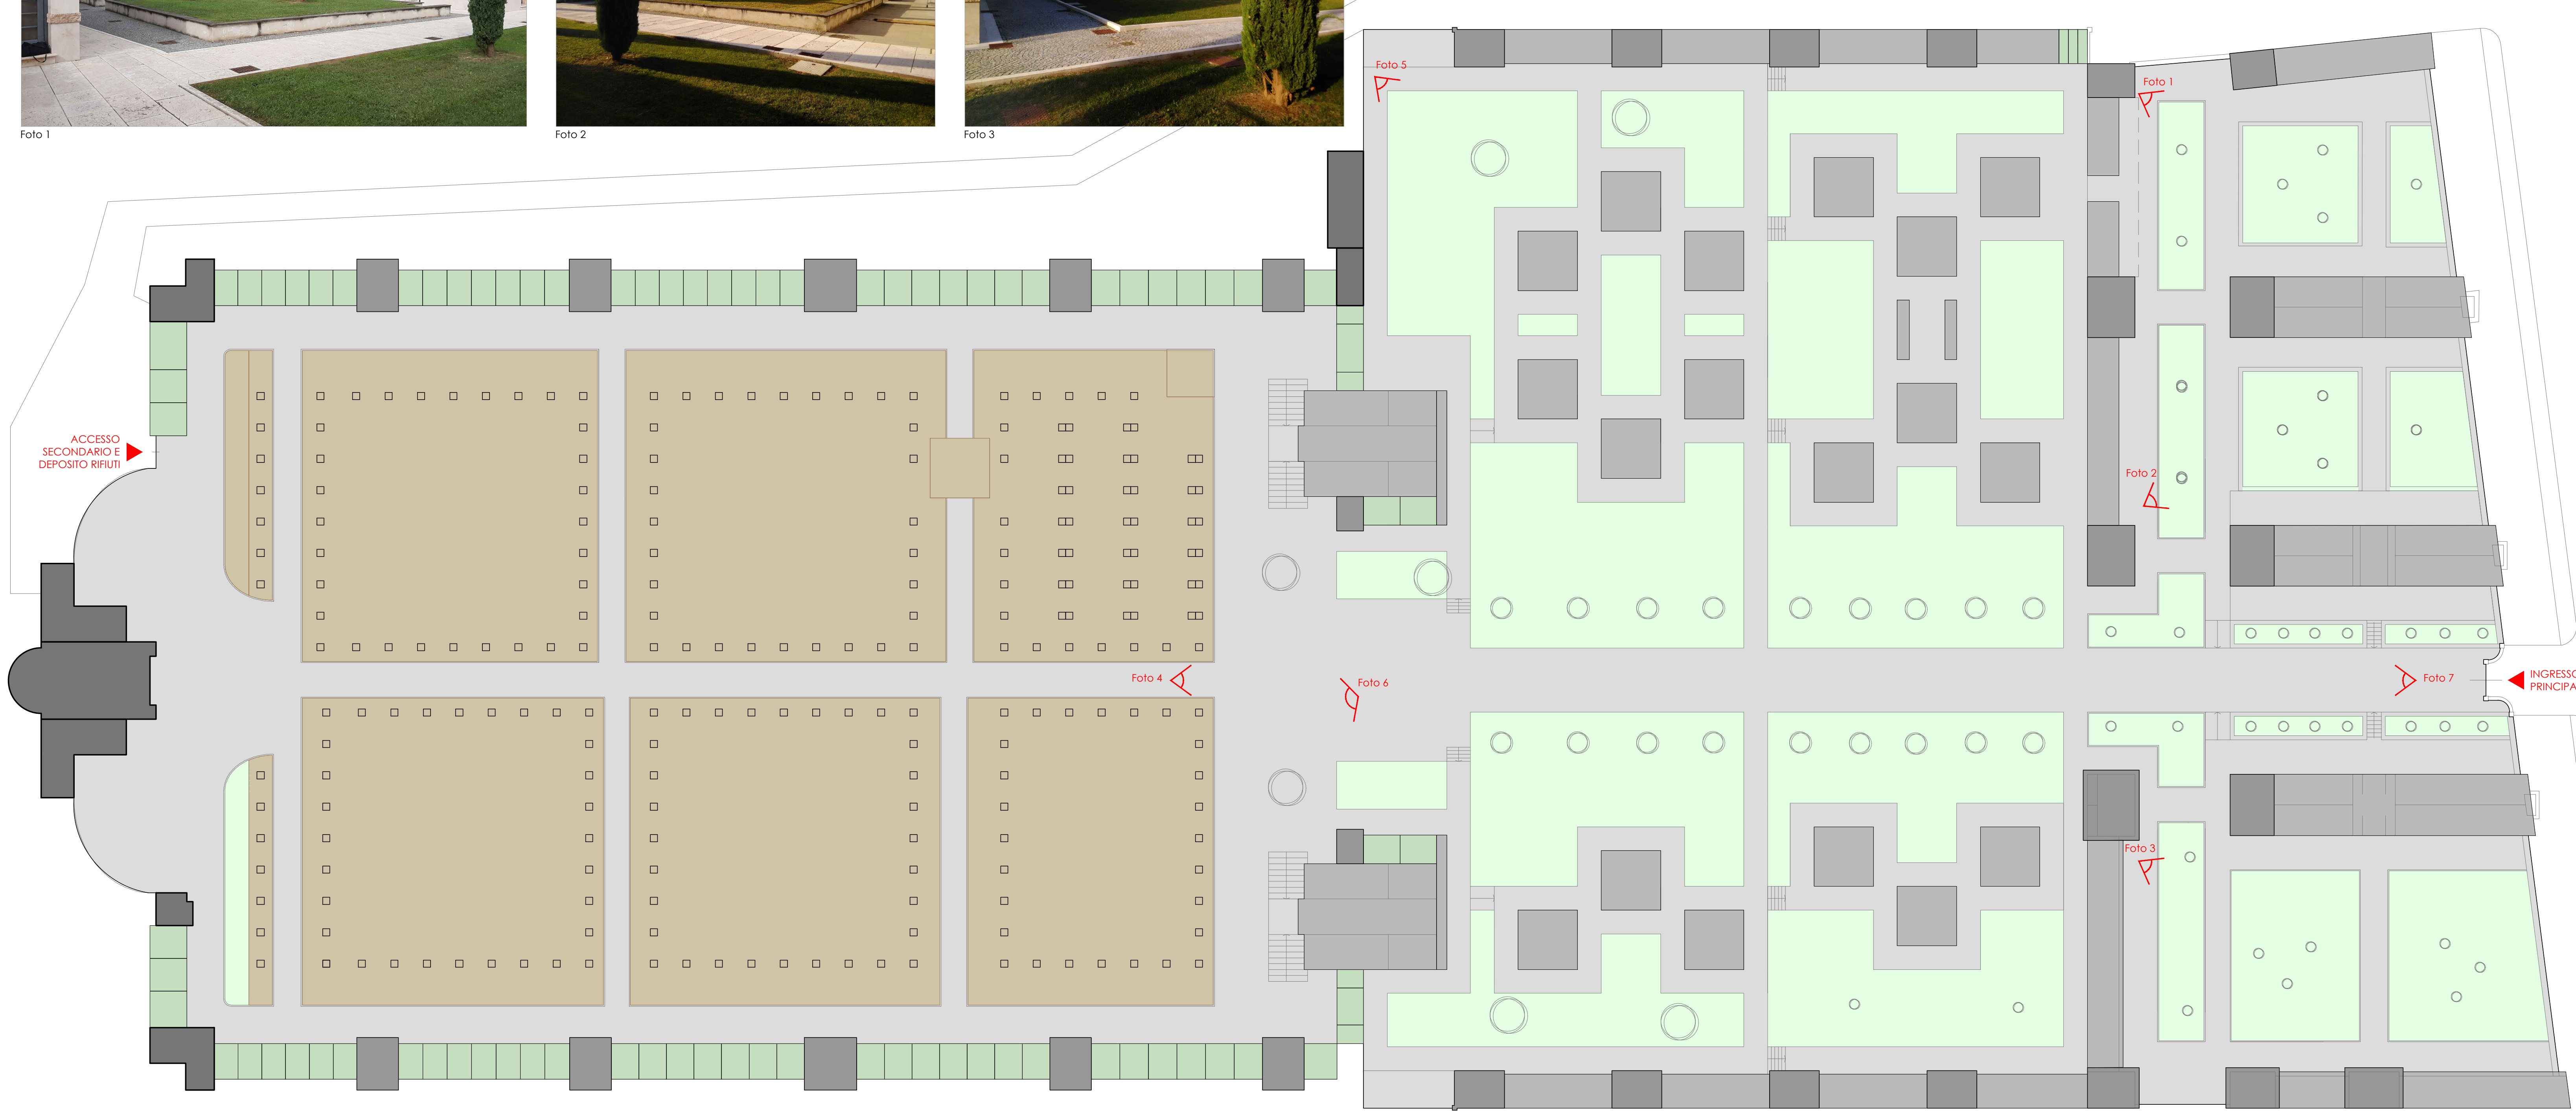 Foto 1
Foto 2
Foto 3
Foto 5
Foto 1
ACCESSO
SECONDARIO E
DEPOSITO RIFIUTI
Foto 2
Foto 4
Foto 6
Foto 7
INGRESSO
PRINCIPA
Foto 3